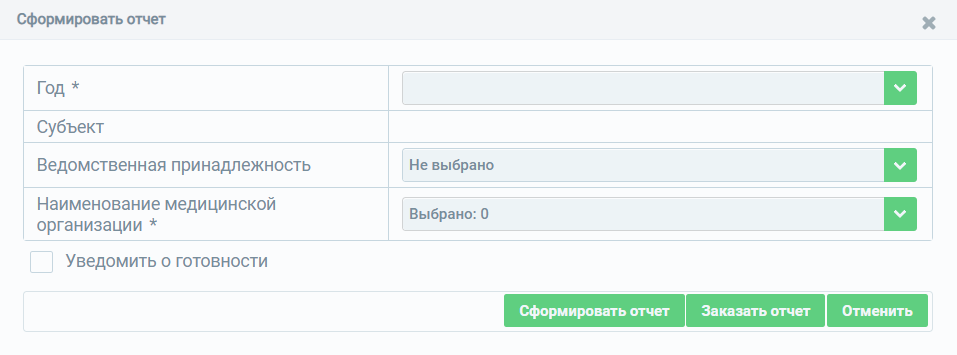 Сформировать отчет
Год *
Субъект
Ведомственная принадлежность
Не выбрано
Наименование медицинской
организации *
Выбрано: 0
Уведомить о готовности
Сформировать отчет
Заказать отчет
Отменить